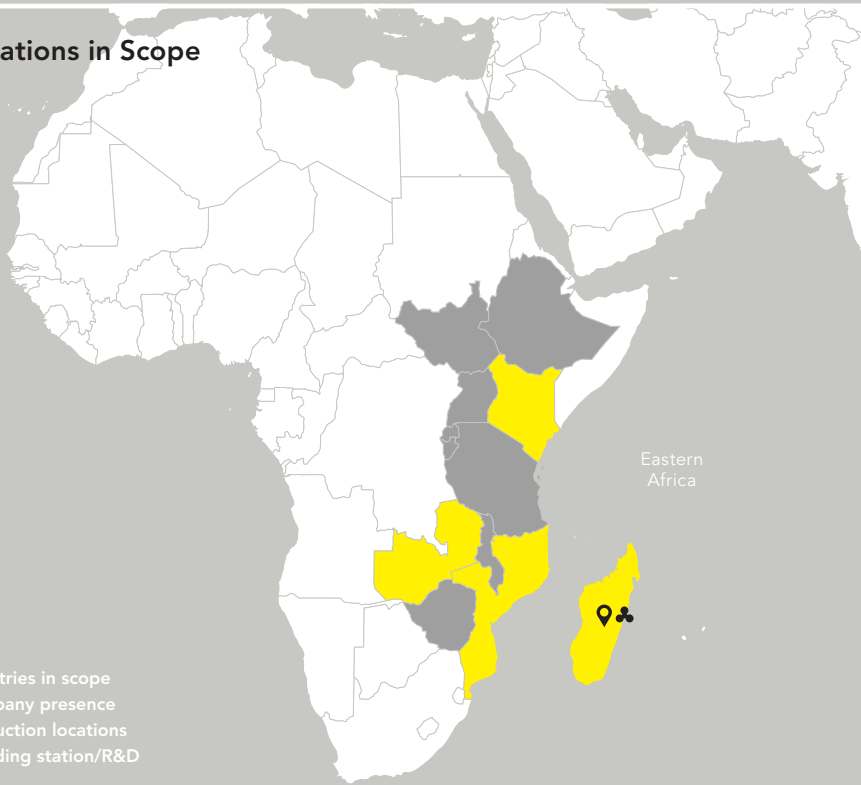 ations in Scope
Eastern
Africa
tries in scope
pany presence
uction locations
ding station/R&D